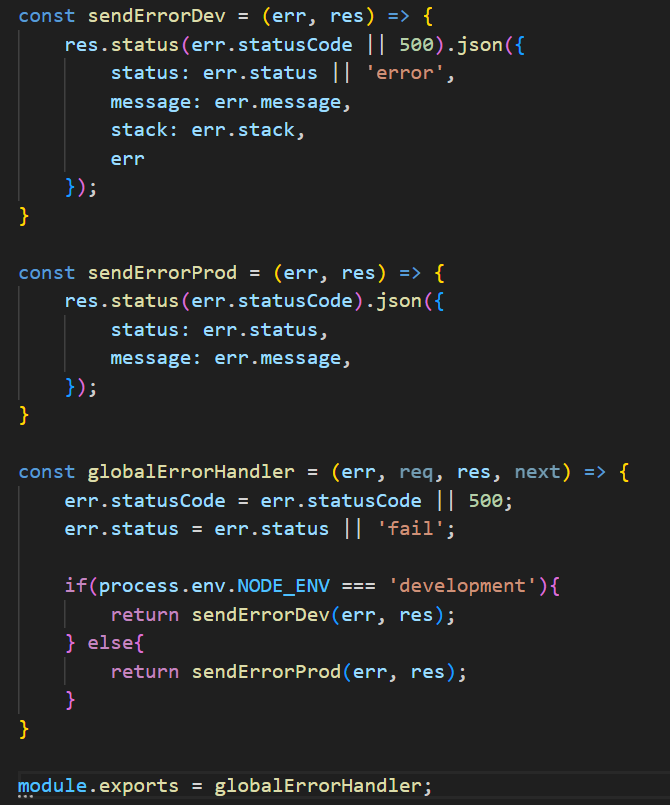 const sendErrorDev = (err, res) => {
    res.status(err.statusCode || 500).json({
        status: err.status || 'error',
        message: err.message,
        stack: err.stack,
        err
    });
}

const sendErrorProd = (err, res) => {
    res.status(err.statusCode).json({
        status: err.status,
        message: err.message,
    });
}

const globalErrorHandler = (err, req, res, next) => {
    err.statusCode = err.statusCode || 500;
    err.status = err.status || 'fail';

    if(process.env.NODE_ENV === 'development'){
        return sendErrorDev(err, res);
    } else{
        return sendErrorProd(err, res);
    }
}

module.exports = globalErrorHandler;